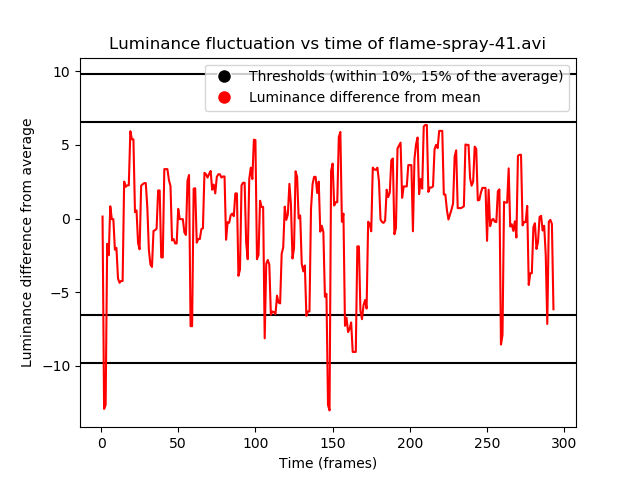 Luminance fluctuation vs time of flame-spray-41.avi
Thresholds (within 10%, 15% of the average)
Luminance difference from mean
Luminance difference from average
10
5
0
−5
−10
0 50 100 150 200 250 300
Time (frames)